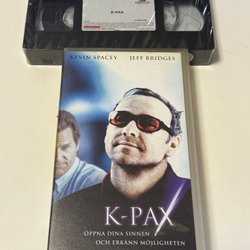 K-PAX
KEVIN SPACEY JEFF BRIDGES
K-PAX
ÖPPNA DINA SINNEN
OCH ERKÄNN MÖJLIGHETEN